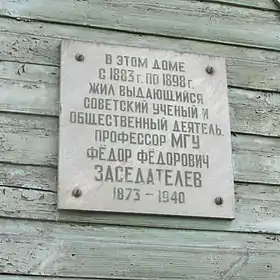 В ЭТОМ ДОМЕ
С 1883 г. ПО 1898 г.
ЖИЛ ВЫДАЮЩИЙСЯ
СОВЕТСКИЙ УЧЕНЫЙ И
ОБЩЕСТВЕННЫЙ ДЕЯТЕЛЬ,
ПРОФЕССОР МГУ
ФЁДОР ФЁДОРОВИЧ
ЗАСЕДАТЕЛЕВ
1873 – 1940